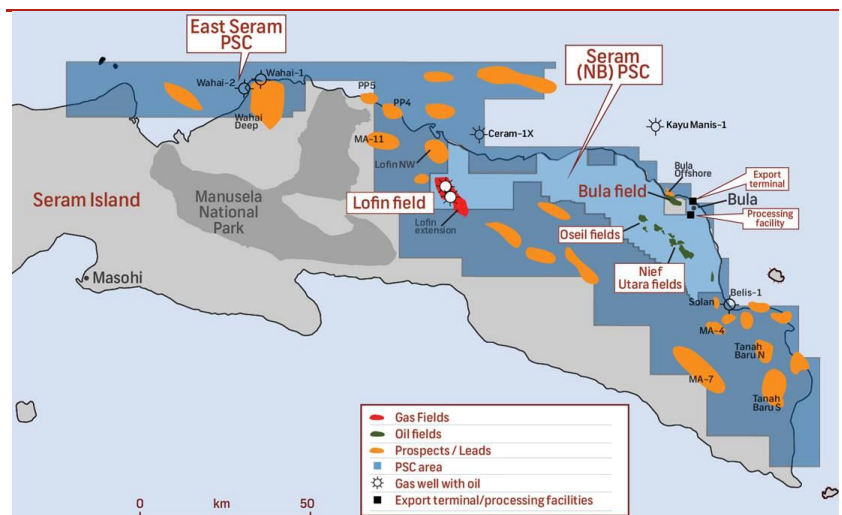 East Seram
PSC
Seram
(NB) PSC
Wahai-2
Wahai-1
Wahai
Deep
PP5
PP4
MA-11
Lofin NW
Ceram-1X
Kayu Manis-1
Bula
Offshore
Export
terminal
Bula field
Bula
Processing
facility
Seram Island
Manusela
National
Park
Lofin field
Lofin
extension
Oseil fields
Nief
Utara fields
Masohi
Solan
Belis-1
MA-4
Tanah
Baru N
MA-7
Tanah
Baru S
Gas Fields
Oil fields
Prospects / Leads
PSC area
Gas well with oil
Export terminal/processing facilities
0 km 50